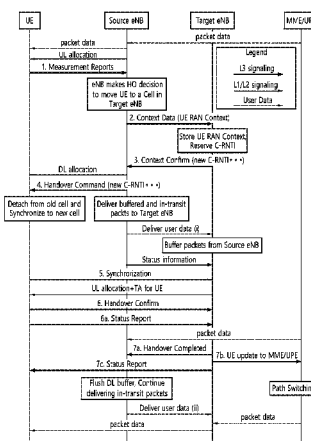 UE
Source eNB
Target eNB
MME/UPE
packet data
packet data
UL allocation
Legend
1. Measurement Reports
L3 signaling
L1/L2 signaling
User Data
eNB makes HO decision
to move UE to a Cell in
Target eNB
2. Context Data (UE RAN Context)
Store UE RAN Context,
Reserve C-RNTI
3. Context Confirm (new C-RNTI•••)
DL allocation
4. Handover Command (new C-RNTI•••)
Detach from old cell and
Synchronize to new cell
Deliver buffered and in-transit
packts to Target eNB
Deliver user data (i)
Buffer packets from Source eNB
Status information
5. Synchronization
UL allocation+TA for UE
6. Handover Confirm
6a. Status Report
packet data
7a. Handover Completed
7b. UE update to MME/UPE
7c. Status Report
Flush DL buffer, Continue
delivering in-transit packets
Path Switching
Deliver user data (ii)
packet data
packet data